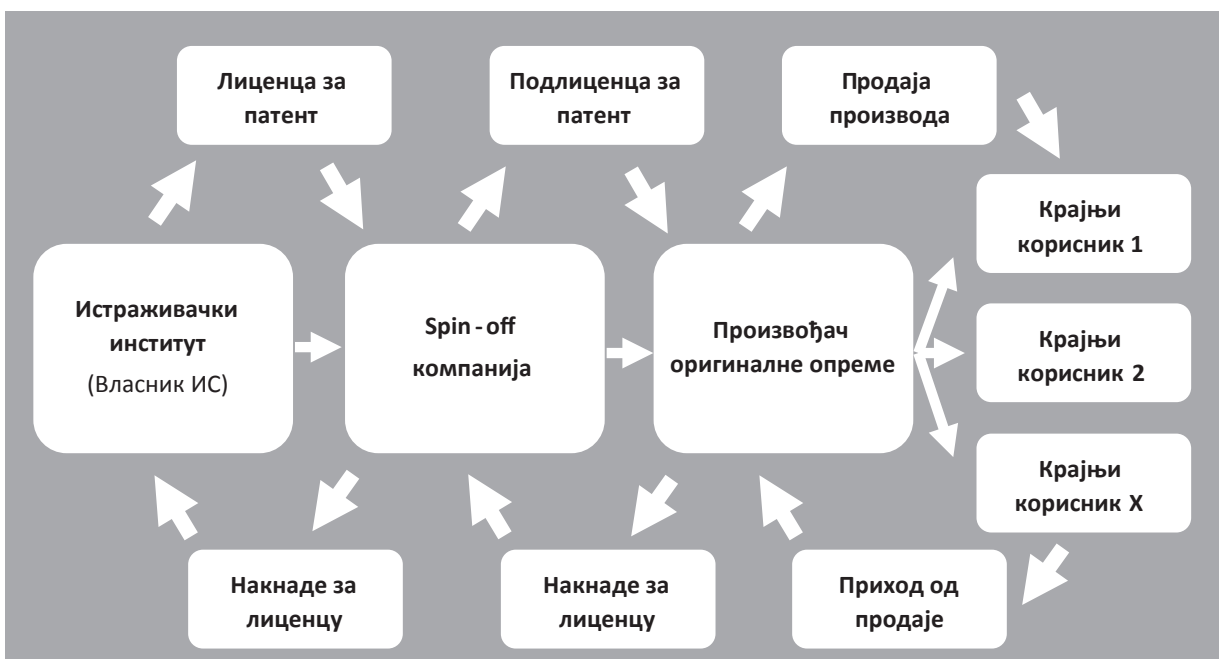 Лиценца за
патент
Подлиценца за
патент
Продаја
производа
Истраживачки
институт
(Власник ИС)
Spin - off
компанија
Произвођач
оригиналне опреме
Крајњи
корисник 1
Крајњи
корисник 2
Крајњи
корисник X
Накнаде за
лиценцу
Накнаде за
лиценцу
Приход од
продаје